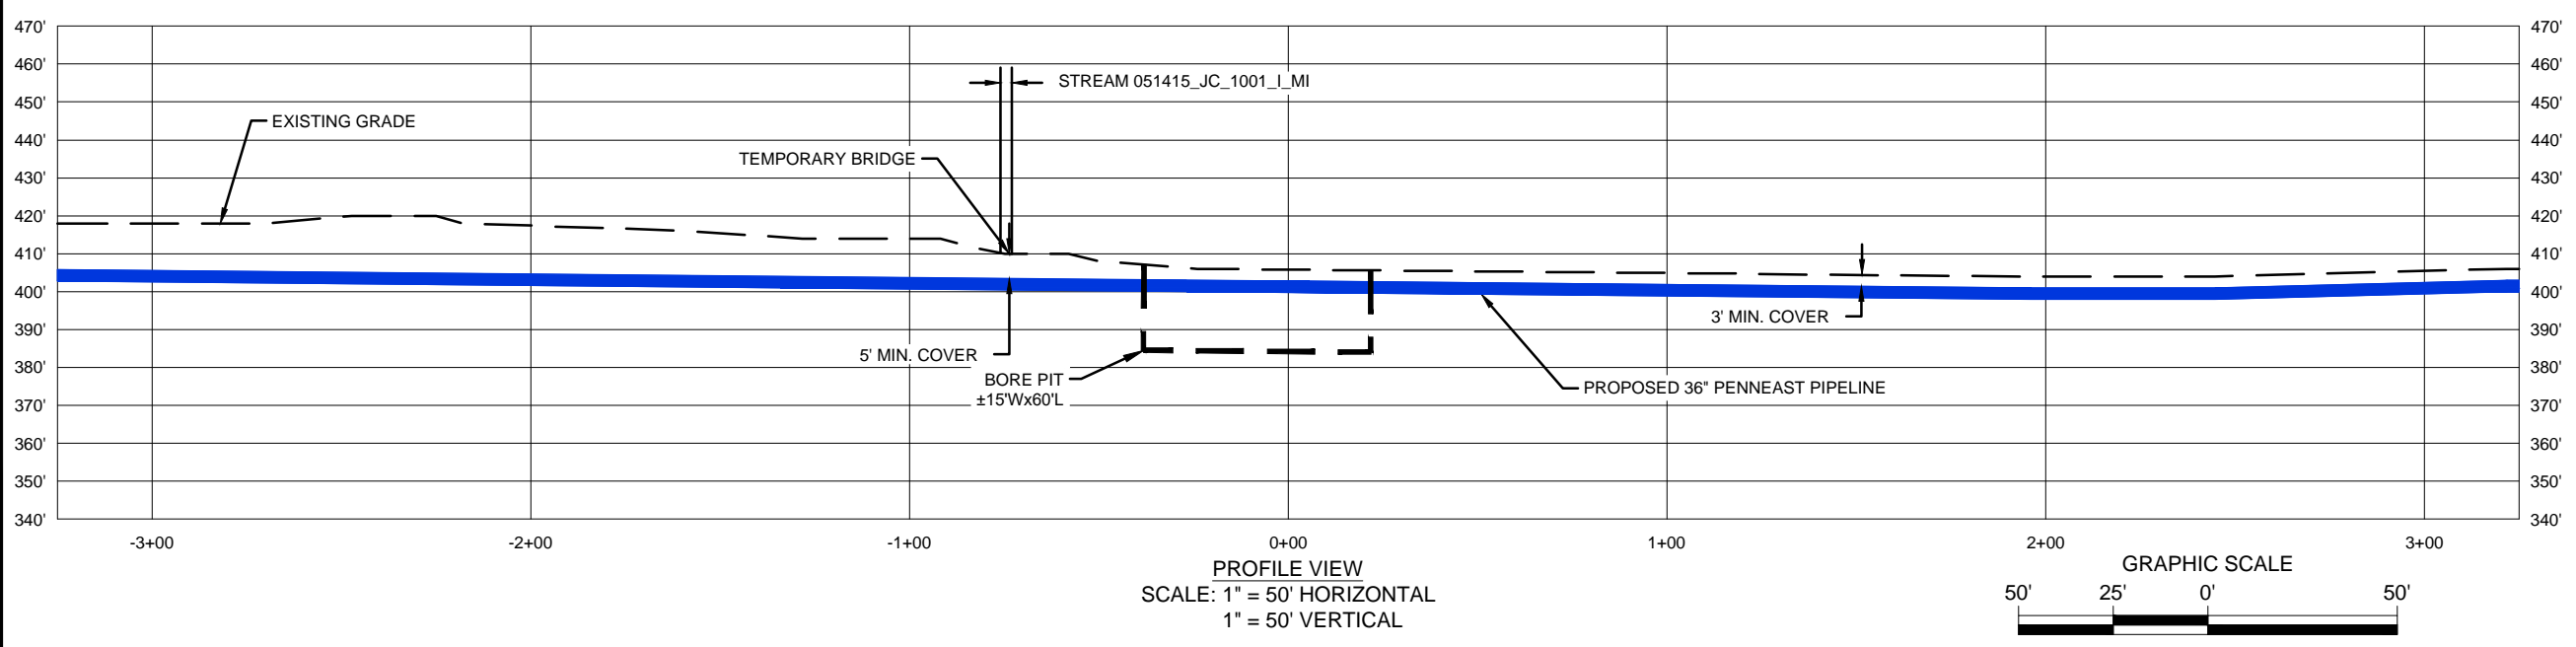 470'
470'
460'
460'
STREAM 051415_JC_1001_I_MI
450'
450'
EXISTING GRADE
440'
440'
TEMPORARY BRIDGE
430'
430'
420'
420'
410'
410'
400'
400'
3' MIN. COVER
390'
390'
5' MIN. COVER
380'
380'
BORE PIT
±15'Wx60'L
PROPOSED 36" PENNEAST PIPELINE
370'
370'
360'
360'
350'
350'
340'
340'
-3+00
-2+00
-1+00
0+00
1+00
2+00
3+00
PROFILE VIEW
SCALE: 1" = 50' HORIZONTAL
1" = 50' VERTICAL
GRAPHIC SCALE
50' 25' 0' 50'